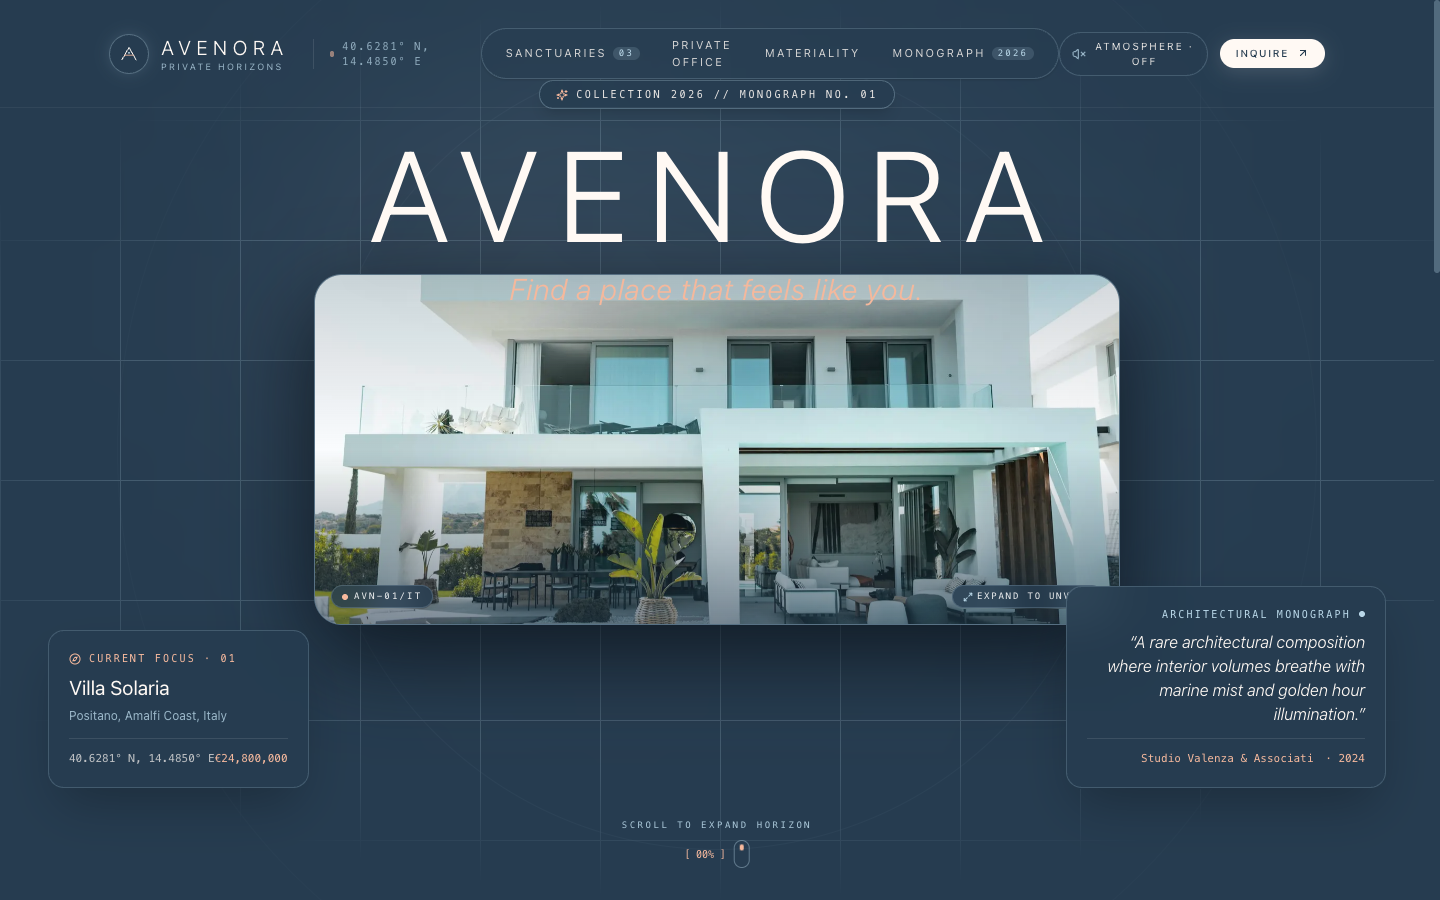 AVENORA
PRIVATE HORIZONS
40.6281° N,
14.4850° E
SANCTUARIES 03
PRIVATE
OFFICE
MATERIALITY
MONOGRAPH 2026
ATMOSPHERE ·
OFF
INQUIRE
COLLECTION 2026 // MONOGRAPH NO. 01
AVENORA
Find a place that feels like you.
AVN-01/IT
EXPAND TO UNV
CURRENT FOCUS · 01
Villa Solaria
Positano, Amalfi Coast, Italy
40.6281° N, 14.4850° E€24,800,000
ARCHITECTURAL MONOGRAPH
“A rare architectural composition
where interior volumes breathe with
marine mist and golden hour
illumination.”
Studio Valenza & Associati · 2024
SCROLL TO EXPAND HORIZON
[ 00% ]